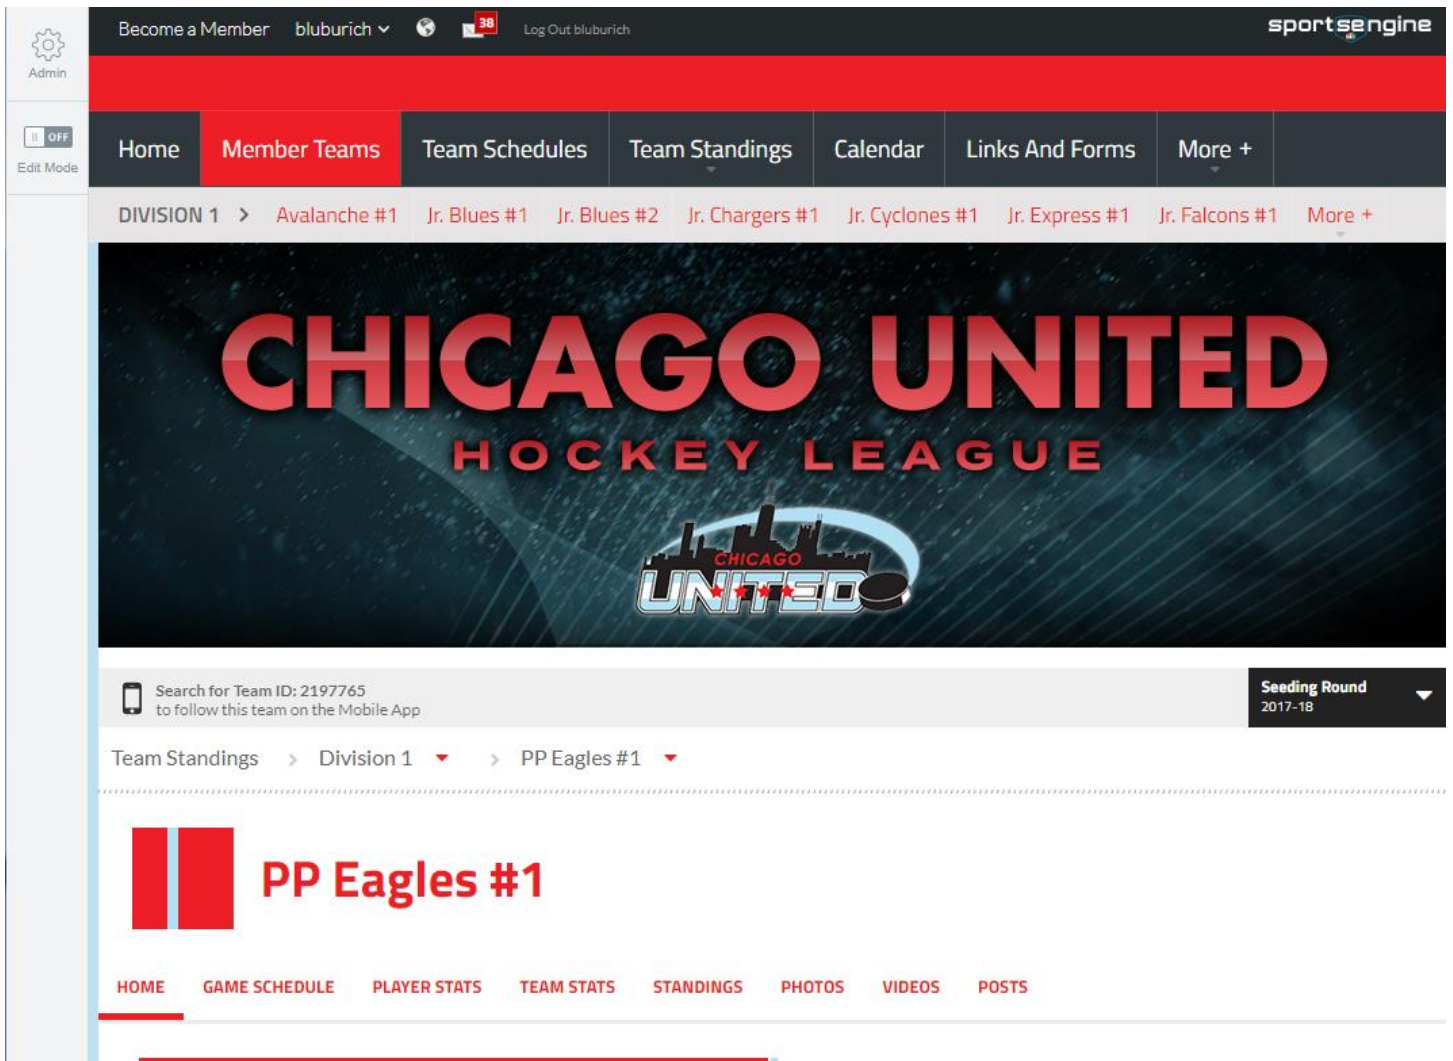 Become a Member bluburich 38 Log Out bluburich sportsengine
Admin
OFF
Edit Mode
Home Member Teams Team Schedules Team Standings Calendar Links And Forms More +
DIVISION 1 > Avalanche #1 Jr. Blues #1 Jr. Blues #2 Jr. Chargers #1 Jr. Cyclones #1 Jr. Express #1 Jr. Falcons #1 More +
CHICAGO UNITED
HOCKEY LEAGUE
CHICAGO
UNITED
Search for Team ID: 2197765
to follow this team on the Mobile App
Seeding Round
2017-18
Team Standings > Division 1 > PP Eagles #1
PP Eagles #1
HOME GAME SCHEDULE PLAYER STATS TEAM STATS STANDINGS PHOTOS VIDEOS POSTS